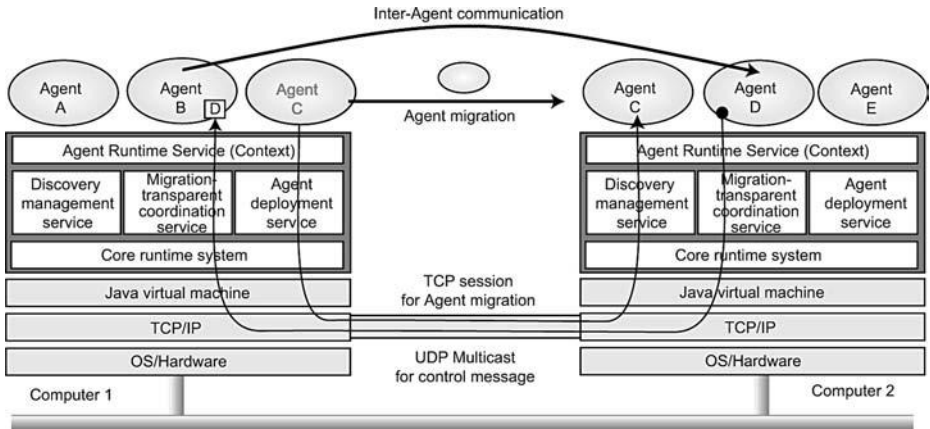 Inter-Agent communication
Agent
A
Agent
B
D
Agent
C
Agent migration
Agent
C
Agent
D
Agent
E
Agent Runtime Service (Context)
Discovery
management
service
Migration-
transparent
coordination
service
Agent
deployment
service
Core runtime system
Java virtual machine
TCP/IP
OS/Hardware
Computer 1
TCP session
for Agent migration
UDP Multicast
for control message
Agent Runtime Service (Context)
Discovery
management
service
Migration-
transparent
coordination
service
Agent
deployment
service
Core runtime system
Java virtual machine
TCP/IP
OS/Hardware
Computer 2